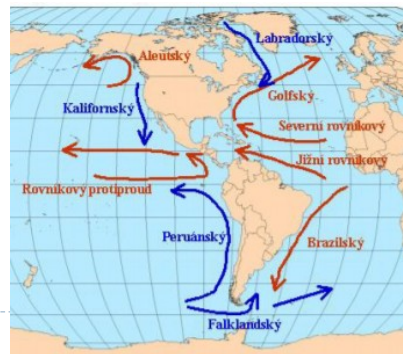 Labradorský
Aleutský
Golfský
Kalifornský
Severní rovníkový
Jižní rovníkový
Rovníkový protiproud
Peruánský
Brazilský
Falklandský